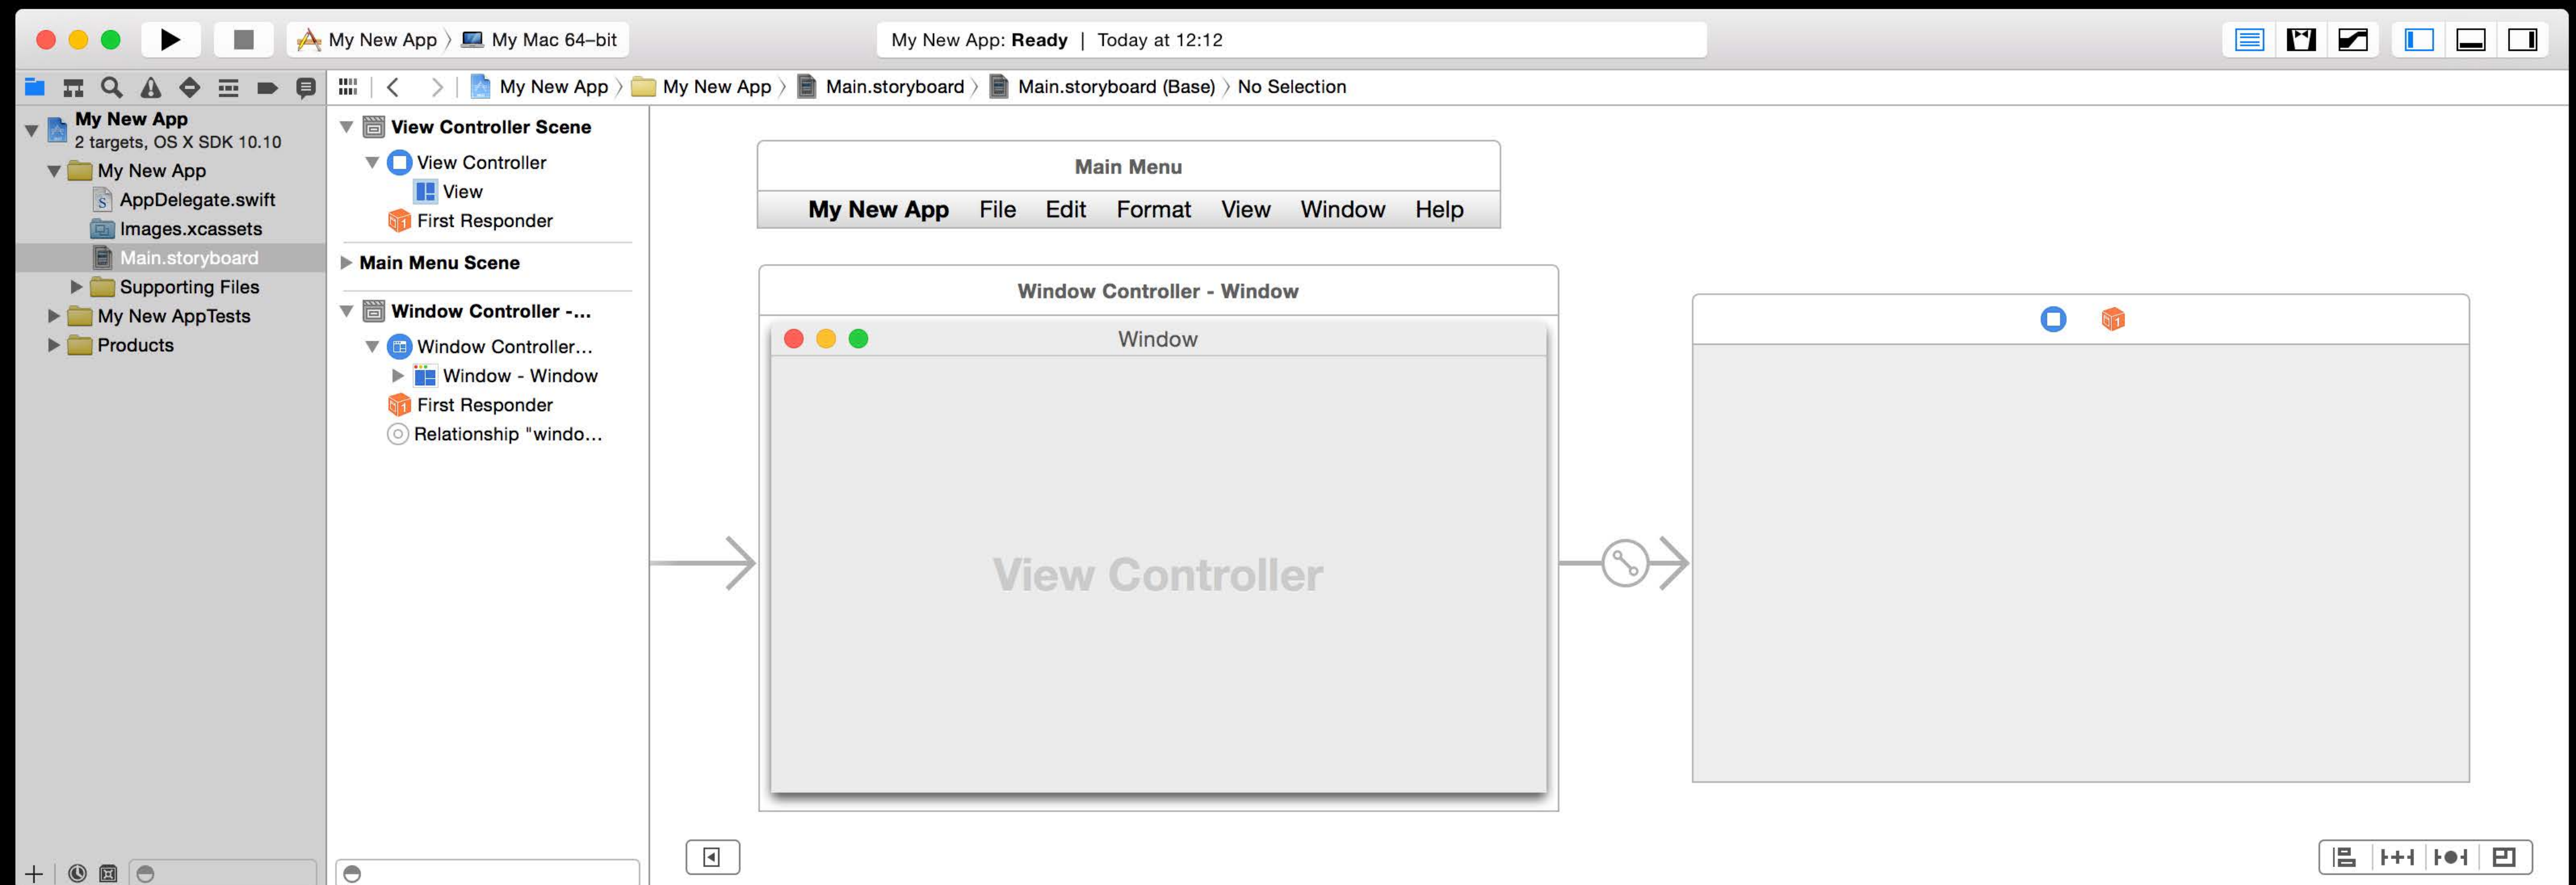 My New App 〉 My Mac 64-bit
My New App: Ready | Today at 12:12
My New App 〉 My New App 〉 Main.storyboard 〉 Main.storyboard (Base) 〉 No Selection
My New App
2 targets, OS X SDK 10.10
My New App
AppDelegate.swift
Images.xcassets
Main.storyboard
Supporting Files
My New AppTests
Products
View Controller Scene
View Controller
View
First Responder
Main Menu Scene
Window Controller -...
Window Controller...
Window - Window
First Responder
Relationship "windo...
Main Menu
My New App File Edit Format View Window Help
Window Controller - Window
Window
View Controller